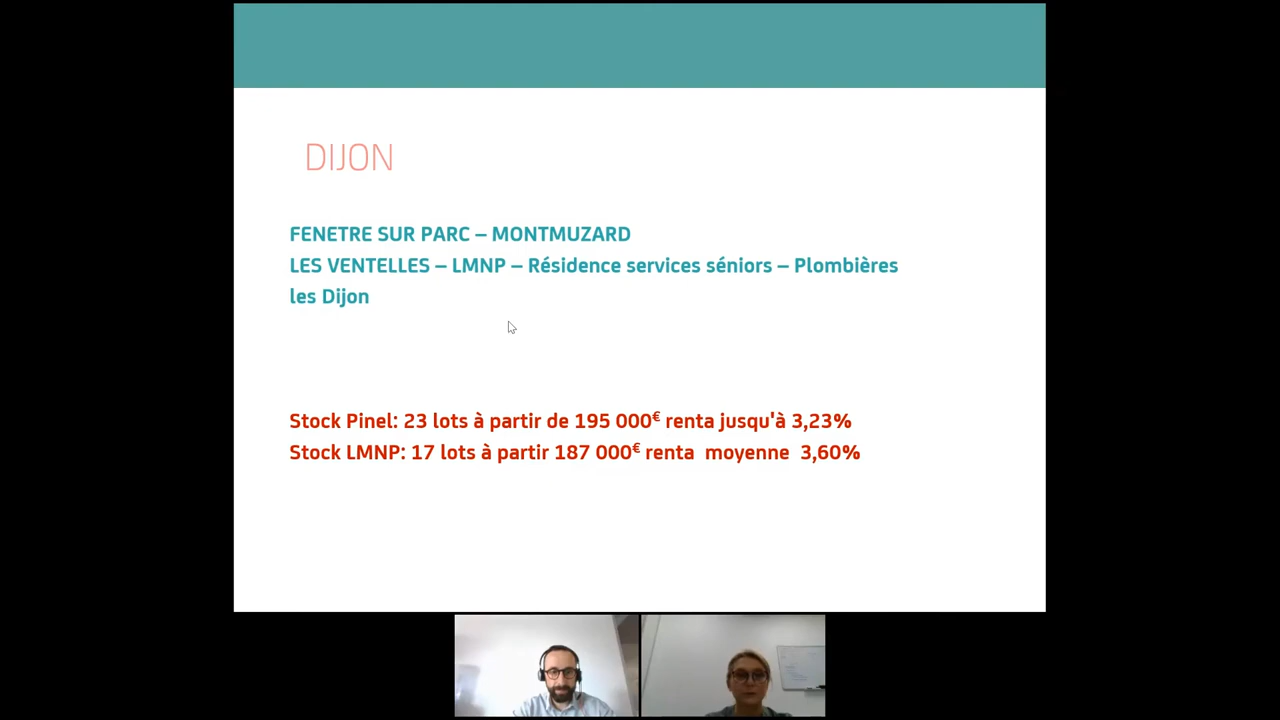 DIJON
FENETRE SUR PARC – MONTMUZARD
LES VENTELLES – LMNP – Résidence services séniors – Plombières
les Dijon
Stock Pinel: 23 lots à partir de 195 000€ renta jusqu'à 3,23%
Stock LMNP: 17 lots à partir 187 000€ renta moyenne 3,60%